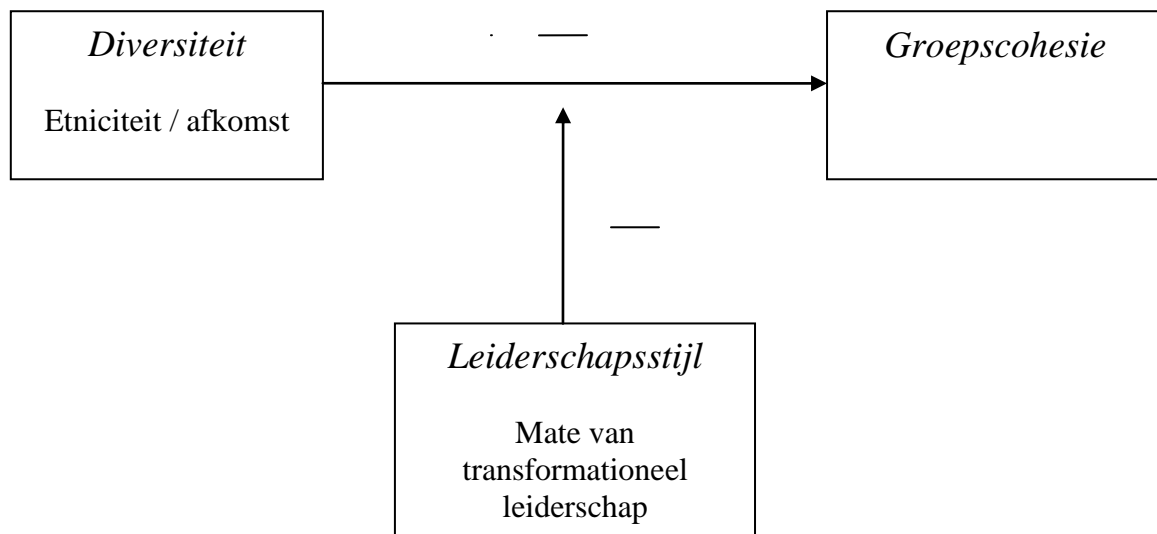 Diversiteit
Etniciteit / afkomst
—
Groepscohesie
—
Leiderschapsstijl
Mate van
transformationeel
leiderschap